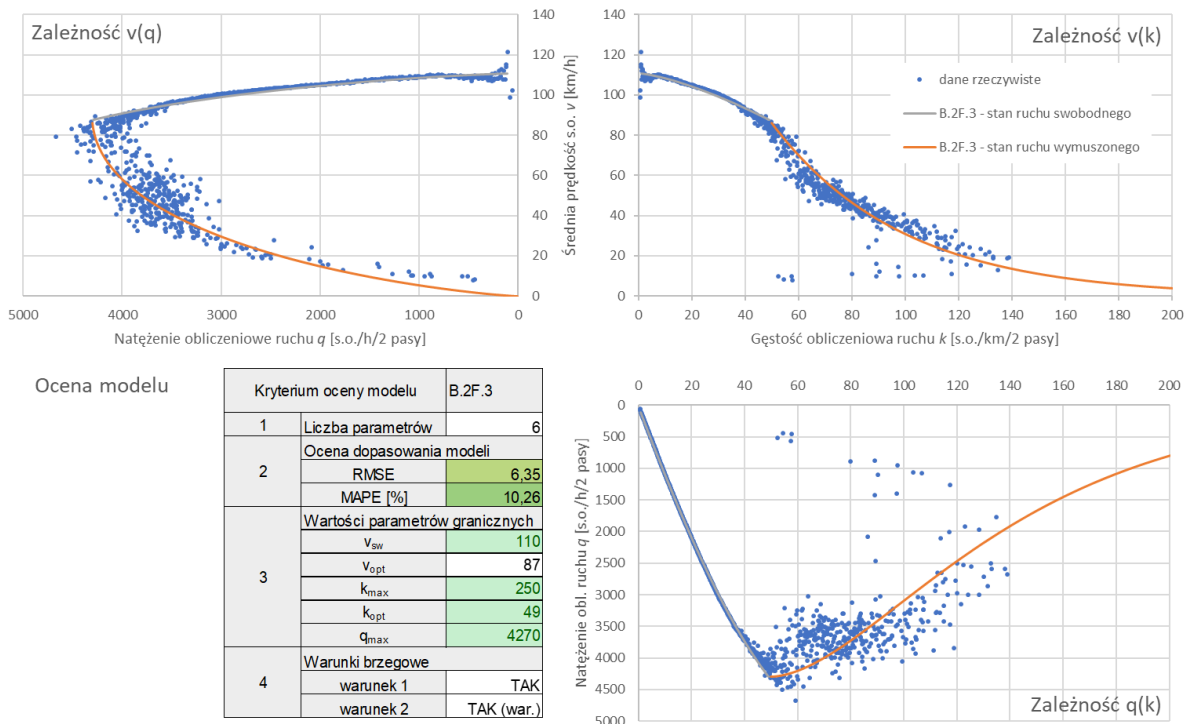 Zależność v(q)
140
120
100
80
60
40
20
0
Średnia prędkość s.o. v [km/h]
5000 4000 3000 2000 1000 0
Natężenie obliczeniowe ruchu q [s.o./h/2 pasy]
Zależność v(k)
140
120
100
80
60
40
20
0
dane rzeczywiste
B.2F.3 - stan ruchu swobodnego
B.2F.3 - stan ruchu wymuszonego
0 20 40 60 80 100 120 140 160 180 200
Gęstość obliczeniowa ruchu k [s.o./km/2 pasy]
Ocena modelu
Kryterium oceny modelu B.2F.3
1 Liczba parametrów 6
2 Ocena dopasowania modeli
RMSE 6,35
MAPE [%] 10,26
3 Wartości parametrów granicznych
vsw 110
vopt 87
kmax 250
kopt 49
qmax 4270
4 Warunki brzegowe
warunek 1 TAK
warunek 2 TAK (war.)
0 20 40 60 80 100 120 140 160 180 200
0
500
1000
1500
2000
2500
3000
3500
4000
4500
5000
Natężenie obl. ruchu q [s.o./h/2 pasy]
Zależność q(k)